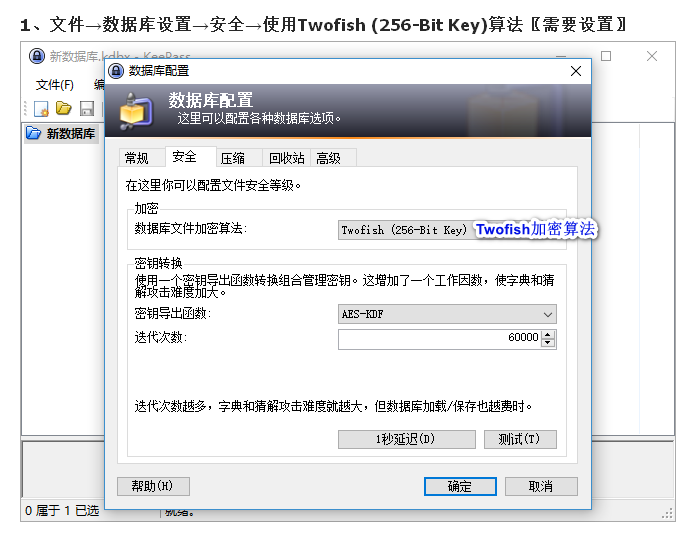 1、文件→数据库设置→安全→使用Twofish (256-Bit Key)算法〖需要设置〗
新数据库.kdbx - KeePass
文件(F) 编
数据库配置
数据库配置
这里可以配置各种数据库选项。
新数据库
常规 安全 压缩 回收站 高级
在这里你可以配置文件安全等级。
加密
数据库文件加密算法: Twofish (256-Bit Key) Twofish加密算法
密钥转换
使用一个密钥导出函数转换组合管理密钥。这增加了一个工作因数，使字典和猜
解攻击难度加大。
密钥导出函数: AES-KDF
迭代次数: 60000
迭代次数越多，字典和猜解攻击难度就越大，但数据库加载/保存也越费时。
1秒延迟(D) 测试(T)
帮助(H) 确定 取消
0 属于 1 已选 就绪。